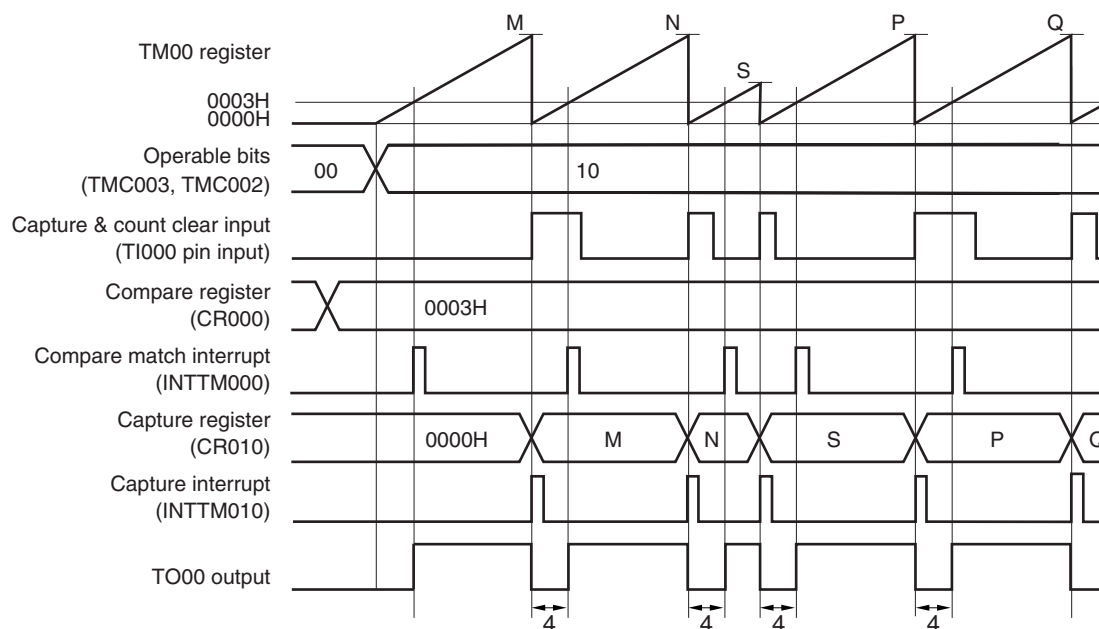 M N S P Q
TM00 register
0003H
0000H
Operable bits
(TMC003, TMC002)
00 10
Capture & count clear input
(TI000 pin input)
Compare register
(CR000)
0003H
Compare match interrupt
(INTTM000)
Capture register
(CR010)
0000H M N S P Q
Capture interrupt
(INTTM010)
TO00 output
4 4 4 4